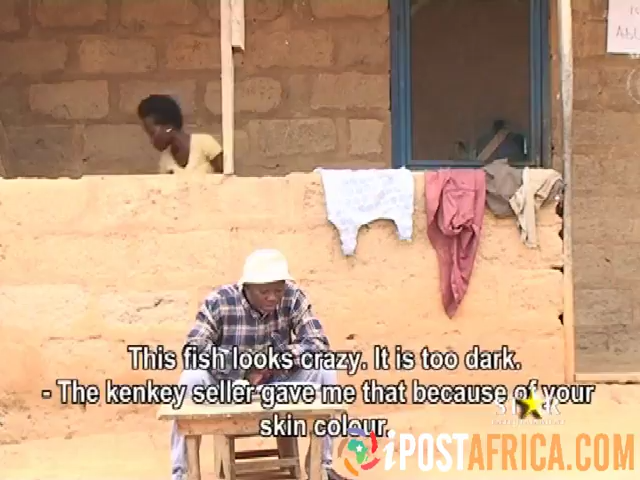 This fish looks crazy. It is too dark.
- The kenkey seller gave me that because of your
skin colour.
iPOSTAFRICA.COM